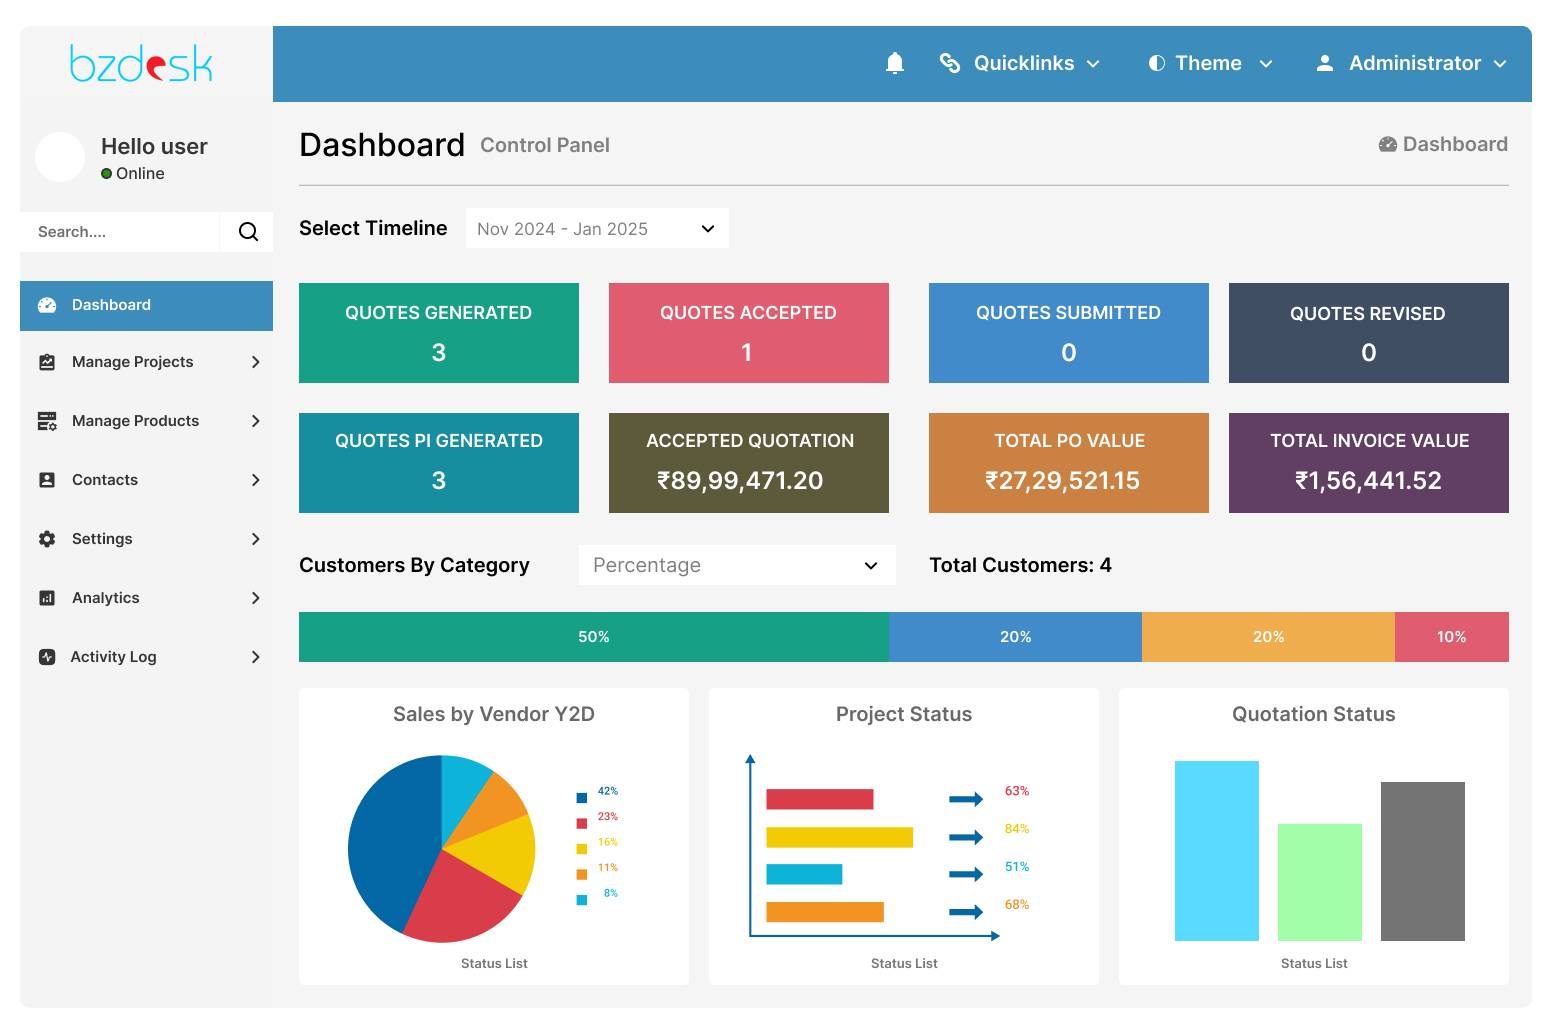 bzdesk
Quicklinks
Theme
Administrator
Hello user
Online
Search....
Dashboard
Manage Projects
Manage Products
Contacts
Settings
Analytics
Activity Log
Dashboard Control Panel
Dashboard
Select Timeline
Nov 2024 - Jan 2025
QUOTES GENERATED
3
QUOTES ACCEPTED
1
QUOTES SUBMITTED
0
QUOTES REVISED
0
QUOTES PI GENERATED
3
ACCEPTED QUOTATION
₹89,99,471.20
TOTAL PO VALUE
₹27,29,521.15
TOTAL INVOICE VALUE
₹1,56,441.52
Customers By Category
Percentage
Total Customers: 4
50%
20%
20%
10%
Sales by Vendor Y2D
42%
23%
16%
11%
8%
Status List
Project Status
63%
84%
51%
68%
Status List
Quotation Status
Status List